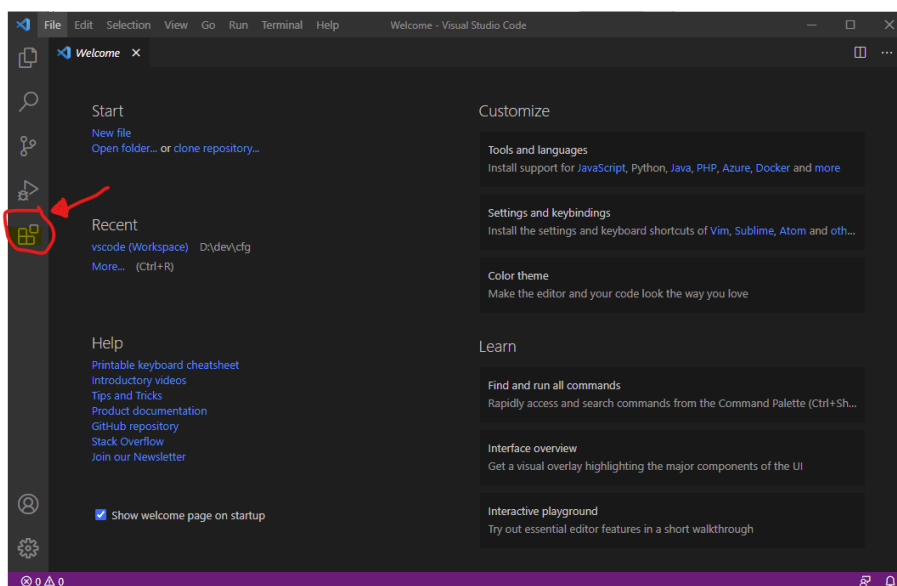 File Edit Selection View Go Run Terminal Help Welcome - Visual Studio Code
Welcome
Start
New file
Open folder... or clone repository...
Recent
vscode (Workspace) D:\dev\cfg
More... (Ctrl+R)
Help
Printable keyboard cheatsheet
Introductory videos
Tips and Tricks
Product documentation
GitHub repository
Stack Overflow
Join our Newsletter
Show welcome page on startup
Customize
Tools and languages
Install support for JavaScript, Python, Java, PHP, Azure, Docker and more
Settings and keybindings
Install the settings and keyboard shortcuts of Vim, Sublime, Atom and oth...
Color theme
Make the editor and your code look the way you love
Learn
Find and run all commands
Rapidly access and search commands from the Command Palette (Ctrl+Sh...
Interface overview
Get a visual overlay highlighting the major components of the UI
Interactive playground
Try out essential editor features in a short walkthrough
0 0